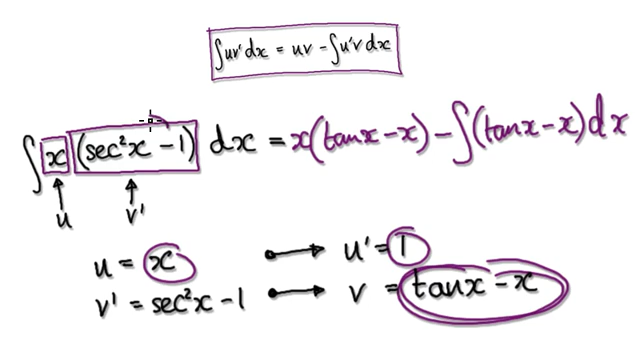 ∫uv'dx = uv - ∫u'v dx
∫ x (sec²x - 1) dx = x(tanx - x) - ∫(tanx - x)dx
u v'
u = x u' = 1
v' = sec²x - 1 v = tanx - x